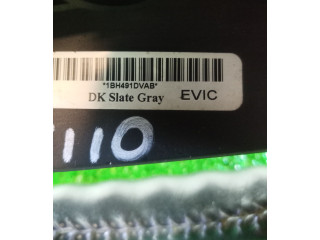 *1BH491DVAB*
DK Slate Gray EVIC
110